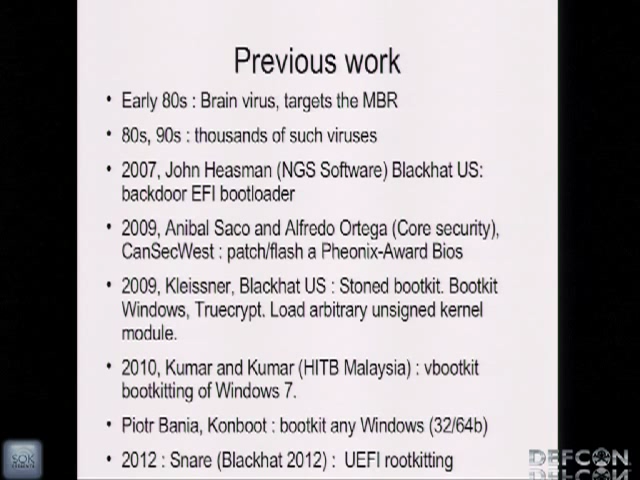 Previous work
• Early 80s : Brain virus, targets the MBR
• 80s, 90s : thousands of such viruses
• 2007, John Heasman (NGS Software) Blackhat US:
backdoor EFI bootloader
• 2009, Anibal Saco and Alfredo Ortega (Core security),
CanSecWest : patch/flash a Pheonix-Award Bios
• 2009, Kleissner, Blackhat US : Stoned bootkit. Bootkit
Windows, Truecrypt. Load arbitrary unsigned kernel
module.
• 2010, Kumar and Kumar (HITB Malaysia) : vbootkit
bootkitting of Windows 7.
• Piotr Bania, Konboot : bootkit any Windows (32/64b)
• 2012 : Snare (Blackhat 2012) : UEFI rootkitting
SOK
DEFCON